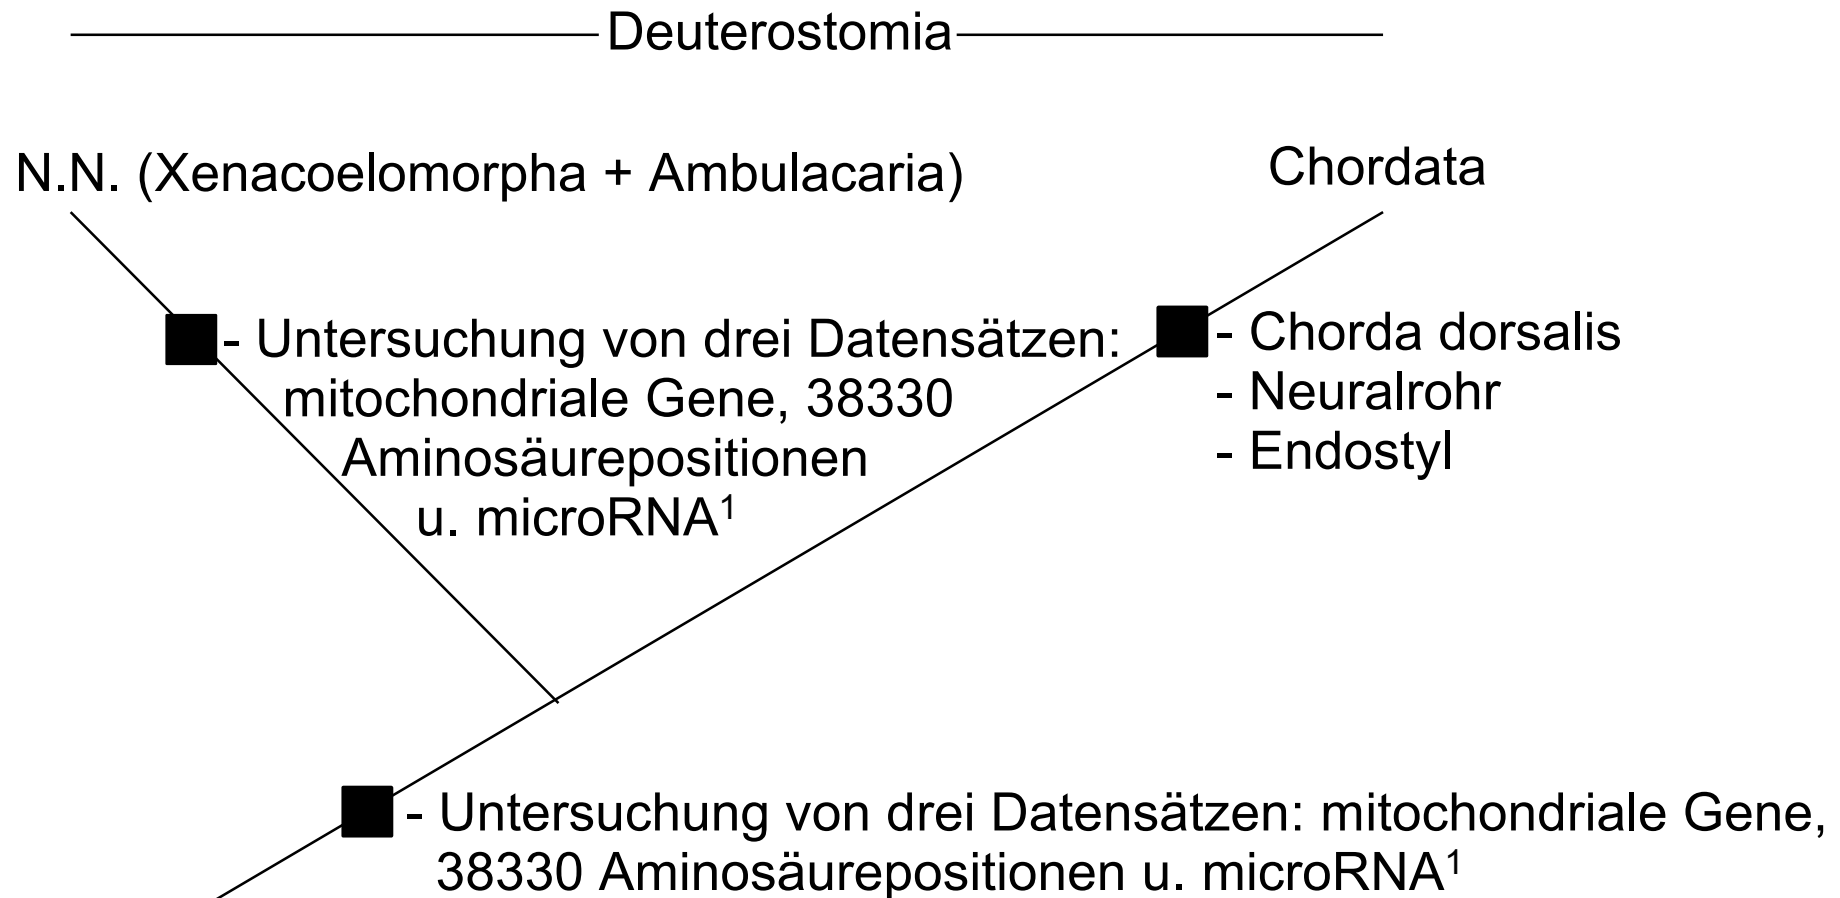 Deuterostomia
N.N. (Xenacoelomorpha + Ambulacaria)
Chordata
- Untersuchung von drei Datensätzen:
mitochondriale Gene, 38330
Aminosäurepositionen
u. microRNA¹
- Chorda dorsalis
- Neuralrohr
- Endostyl
- Untersuchung von drei Datensätzen: mitochondriale Gene,
38330 Aminosäurepositionen u. microRNA¹